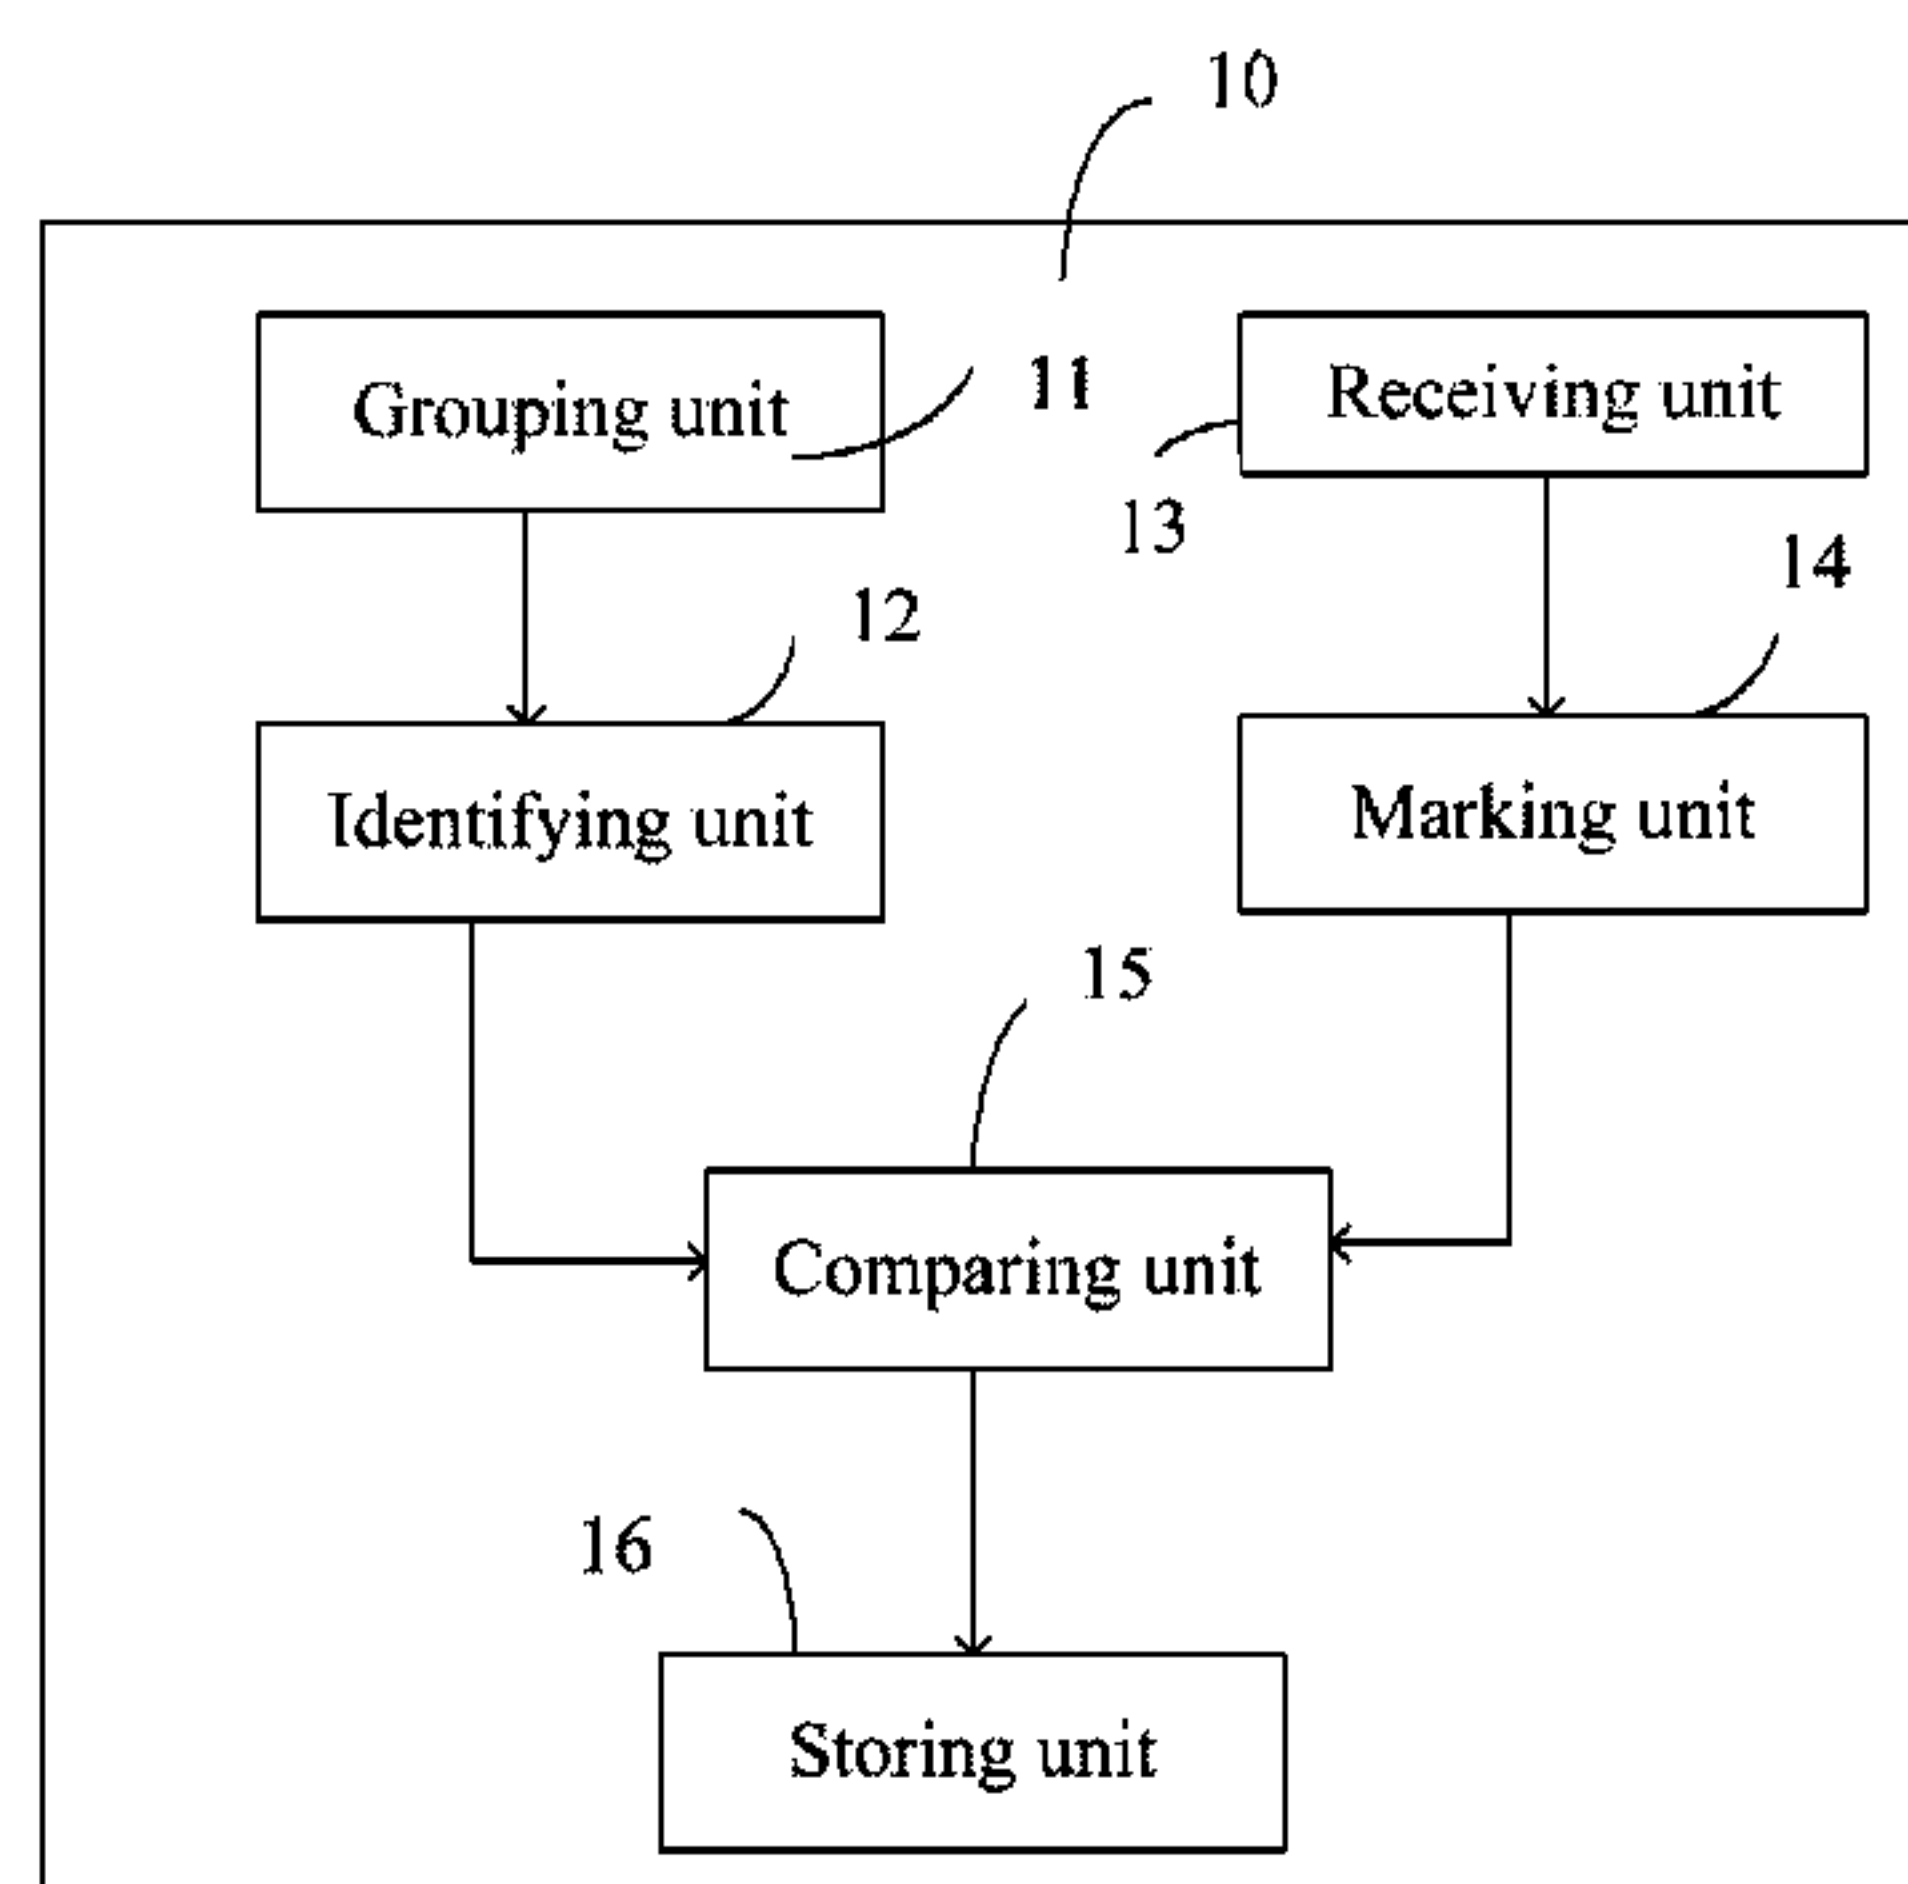 10
Grouping unit
11
Receiving unit
13
12
14
Identifying unit
Marking unit
15
Comparing unit
16
Storing unit